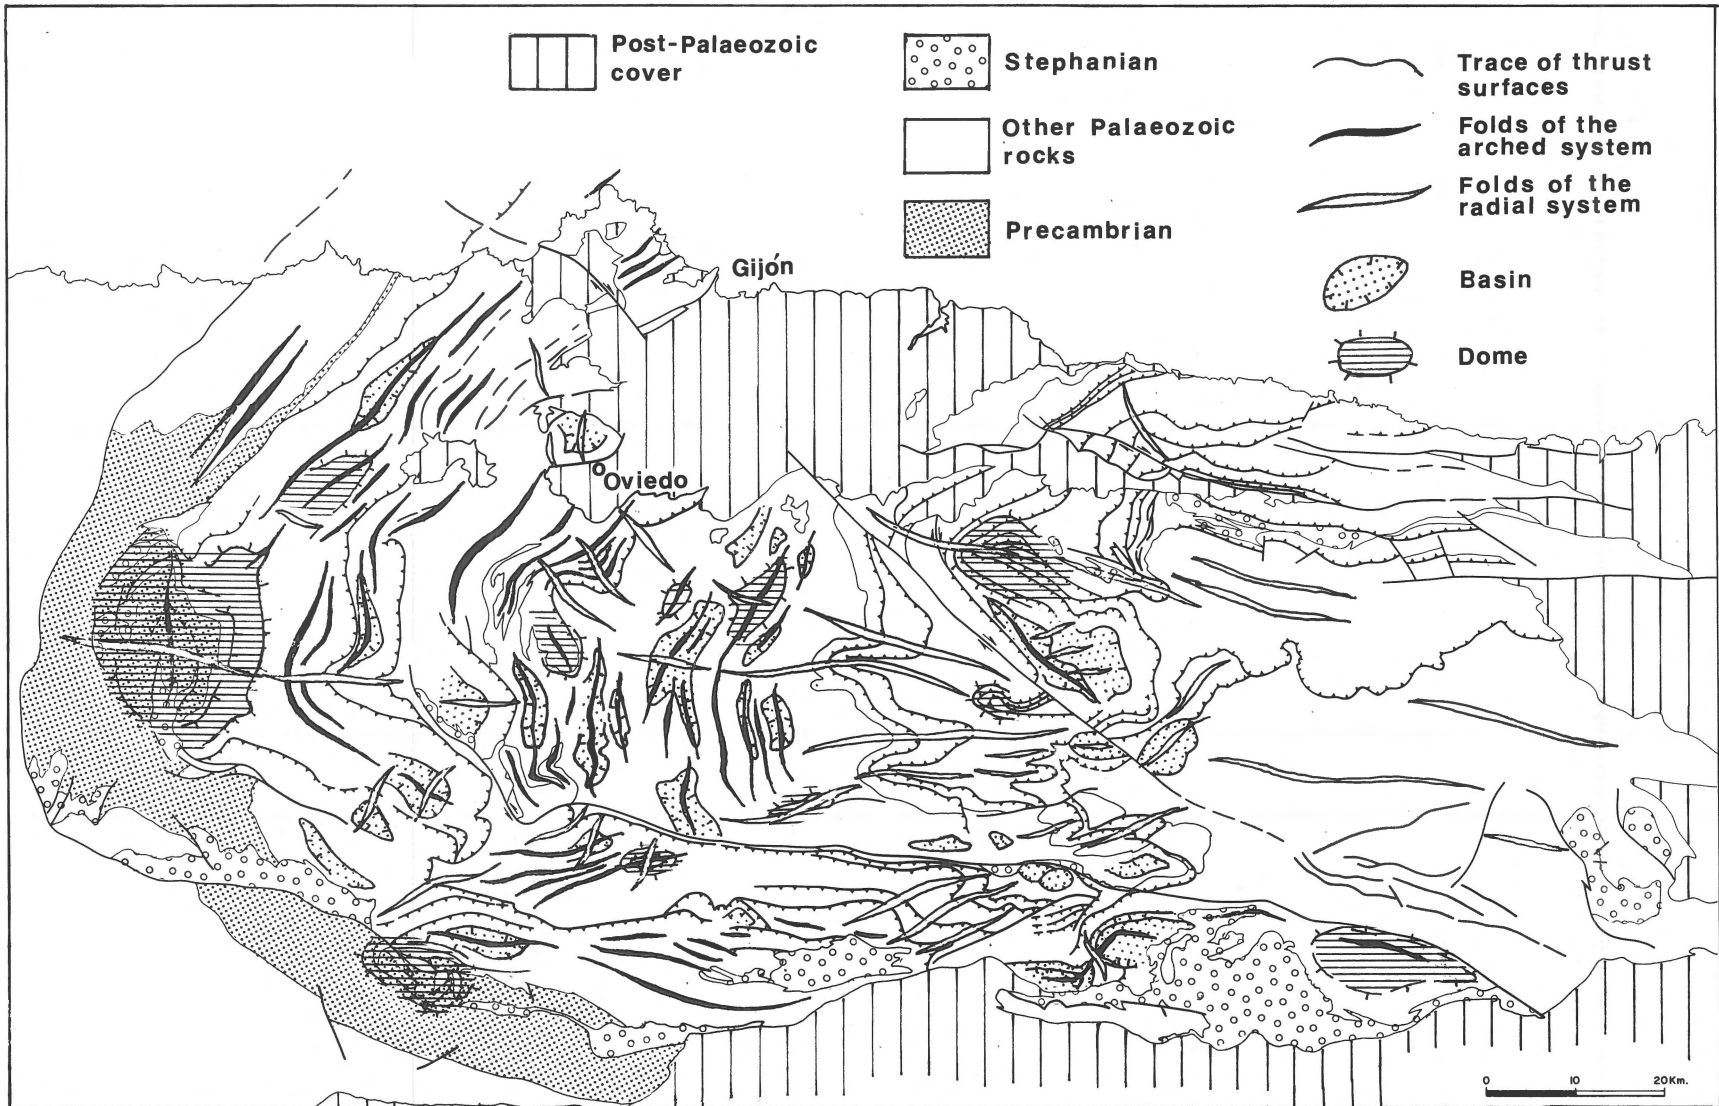 Post-Palaeozoic
cover
Stephanian
Other Palaeozoic
rocks
Precambrian
Trace of thrust
surfaces
Folds of the
arched system
Folds of the
radial system
Basin
Dome
Gijón
Oviedo
0 10 20Km.